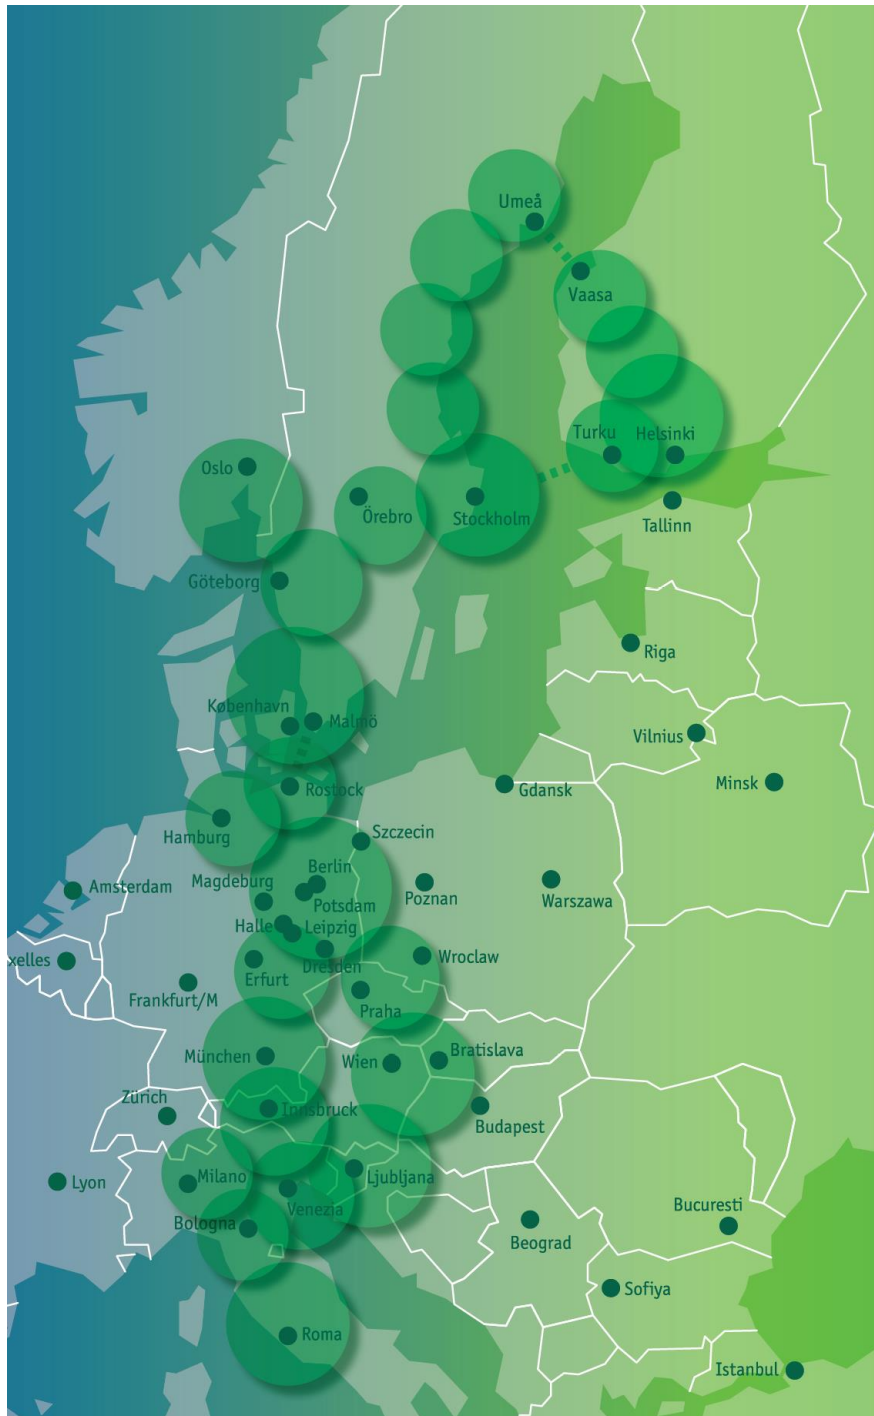 Umeå
Vaasa
Turku
Helsinki
Oslo
Örebro
Stockholm
Tallinn
Göteborg
Riga
København
Malmö
Vilnius
Minsk
Rostock
Gdansk
Hamburg
Szczecin
Berlin
Magdeburg
Amsterdam
Potsdam
Poznan
Warszawa
Halle
Leipzig
xelles
Dresden
Wroclaw
Erfurt
Frankfurt/M
Praha
München
Wien
Bratislava
Zürich
Innsbruck
Budapest
Lyon
Milano
Ljubljana
Venezia
Bologna
Bucuresti
Beograd
Sofiya
Roma
Istanbul